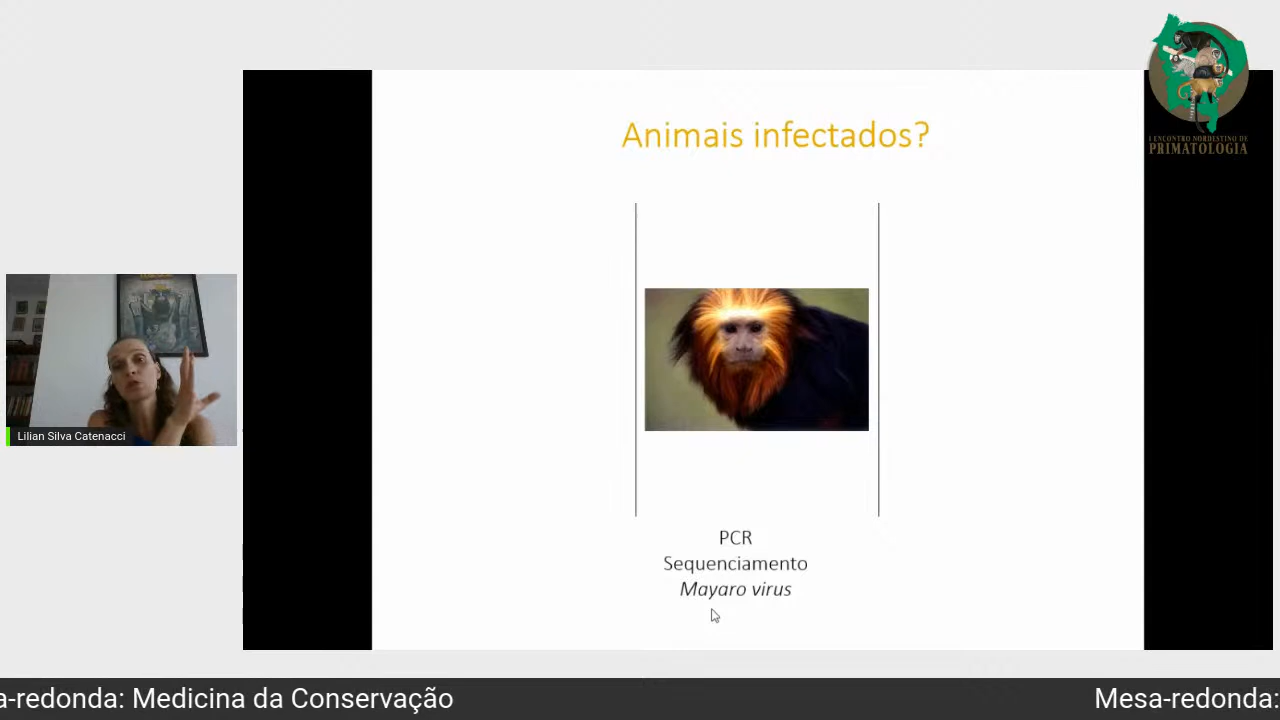 I ENCONTRO NORDESTINO DE
PRIMATOLOGIA
Animais infectados?
Lilian Silva Catenacci
PCR
Sequenciamento
Mayaro virus
a-redonda: Medicina da Conservação
Mesa-redonda: